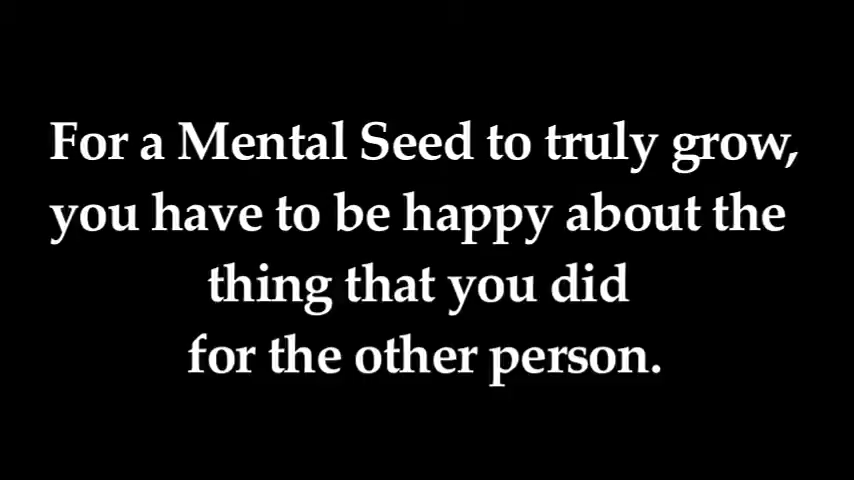 For a Mental Seed to truly grow,
you have to be happy about the
thing that you did
for the other person.